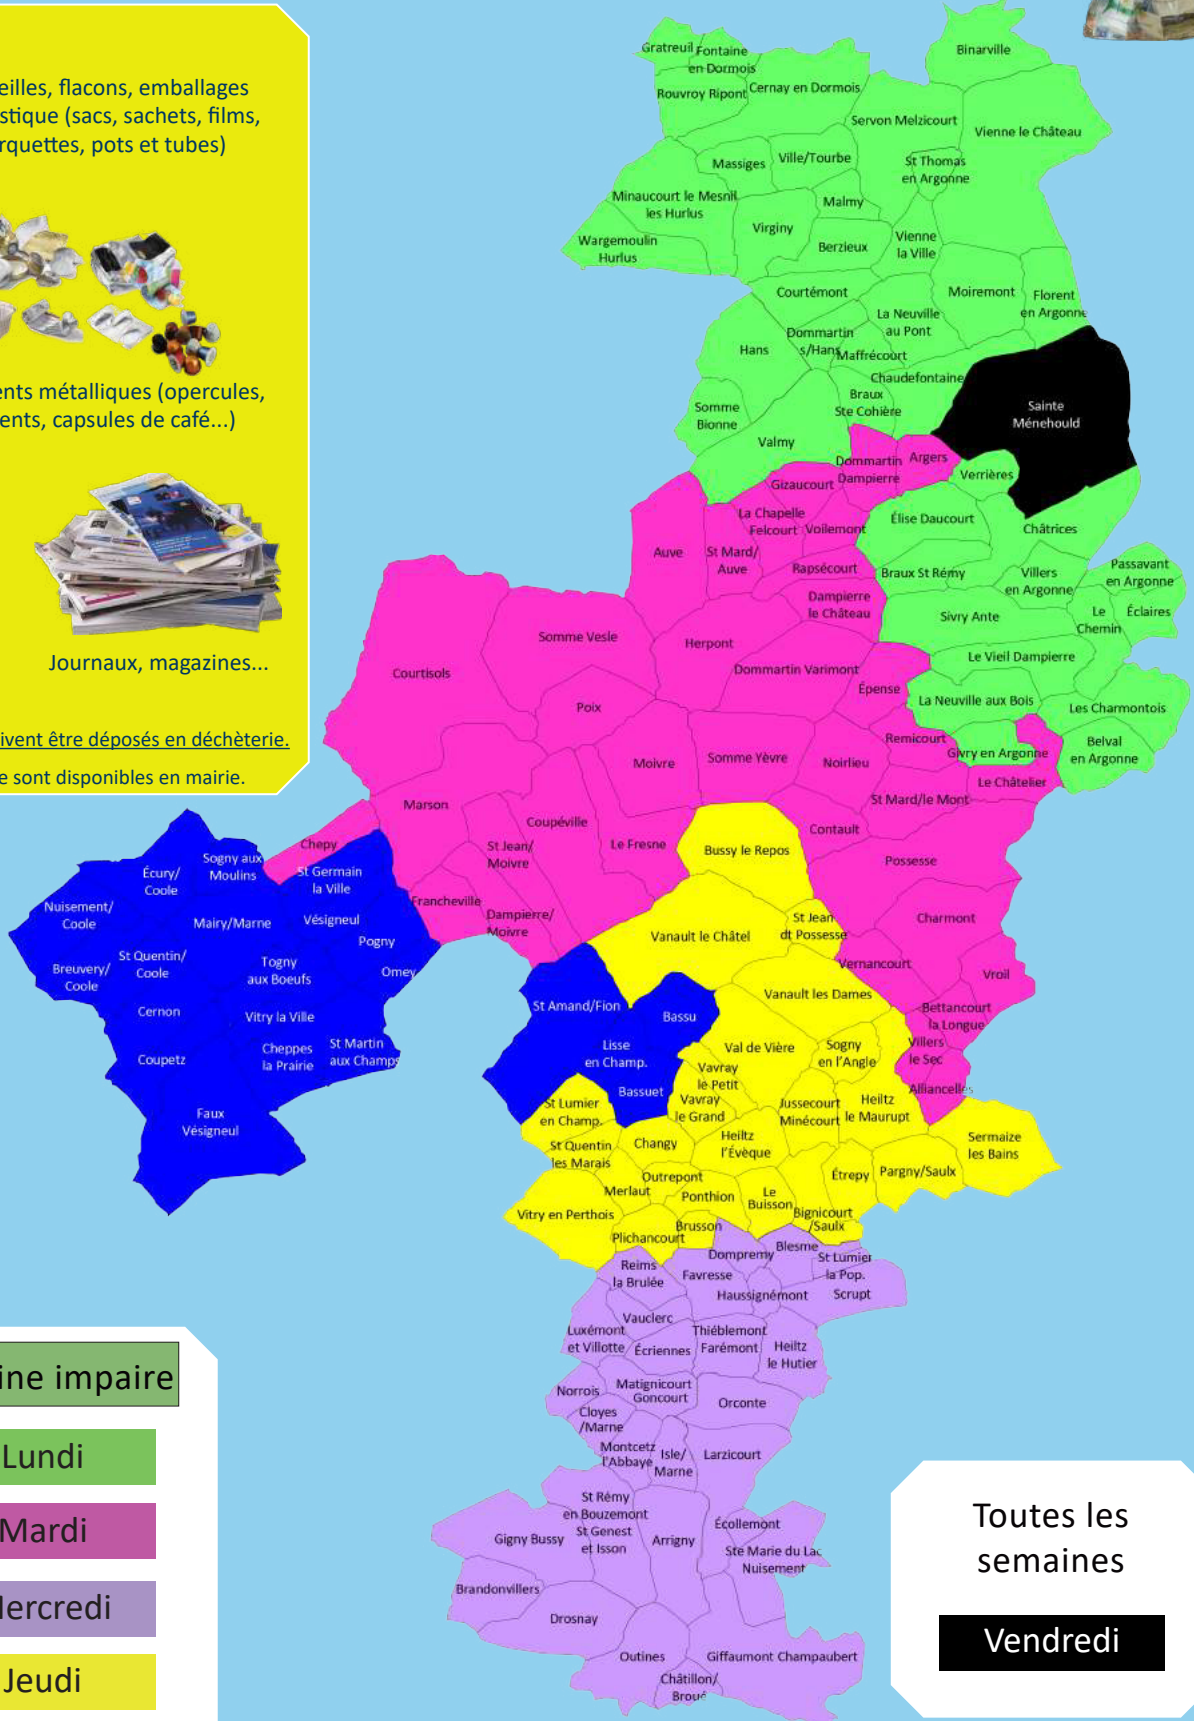 eilles, flacons, emballages
stique (sacs, sachets, films,
rquettes, pots et tubes)
ents métalliques (opercules,
ents, capsules de café...)
Journaux, magazines...
ivent être déposés en déchèterie.
e sont disponibles en mairie.
Gratreuil
Fontaine
en Dormois
Binarville
Rouvroy Ripont
Cernay en Dormois
Servon Melzicourt
Vienne le Château
Massiges
Ville/Tourbe
St Thomas
en Argonne
Minaucourt le Mesnil
les Hurlus
Malmy
Virginy
Wargemoulin
Hurlus
Berzieux
Vienne
la Ville
Courtémont
Moiremont
Florent
en Argonne
La Neuville
au Pont
Dommartin
s/Hans
Hans
Maffrécourt
Chaudefontaine
Braux
Ste Cohière
Sainte
Ménehould
Somme
Bionne
Valmy
Dommartin
Dampierre
Argers
Verrières
Gizaucourt
La Chapelle
Felcourt
Voilemont
Élise Daucourt
Châtrices
Auve
St Mard/
Auve
Rapsécourt
Braux St Rémy
Villers
en Argonne
Passavant
en Argonne
Dampierre
le Château
Sivry Ante
Le
Chemin
Éclaires
Somme Vesle
Herpont
Courtisols
Dommartin Varimont
Le Vieil Dampierre
Épense
La Neuville aux Bois
Les Charmontois
Poix
Remicourt
Givry en Argonne
Belval
en Argonne
Moivre
Somme Yèvre
Noirlieu
Le Châtelier
St Mard/le Mont
Marson
Coupéville
Contault
Chepy
St Jean/
Moivre
Le Fresne
Bussy le Repos
Possesse
Sogny aux
Moulins
Écury/
Coole
St Germain
la Ville
Francheville
Dampierre/
Moivre
Nuisement/
Coole
Mairy/Marne
Vésigneul
Vanault le Châtel
St Jean
dt Possesse
Charmont
Pogny
St Quentin/
Coole
Breuvery/
Coole
Togny
aux Boeufs
Omey
Vernancourt
Vroil
Vanault les Dames
St Amand/Fion
Bassu
Bettancourt
la Longue
Cernon
Vitry la Ville
Lisse
en Champ.
Val de Vière
Sogny
en l'Angle
Villers
le Sec
Coupetz
Cheppes
la Prairie
St Martin
aux Champs
Vavray
le Petit
Bassuet
Alliancelles
Faux
Vésigneul
St Lumier
en Champ.
Vavray
le Grand
Jussecourt
Minécourt
Heiltz
le Maurupt
St Quentin
les Marais
Changy
Heiltz
l'Évèque
Sermaize
les Bains
Outrepont
Étrepy
Pargny/Saulx
Merlaut
Ponthion
Le
Buisson
Vitry en Perthois
Bignicourt
/Saulx
Plichancourt
Brusson
Dompremy
Blesme
St Lumier
la Pop.
Reims
la Brulée
Favresse
Haussignémont
Scrupt
Vauclerc
Luxémont
et Villotte
Thiéblemont
Farémont
Écriennes
Heiltz
le Hutier
Norrois
Matignicourt
Goncourt
Orconte
Cloyes
/Marne
Montcetz
l'Abbaye
Isle/
Marne
Larzicourt
St Rémy
en Bouzemont
St Genest
et Isson
Gigny Bussy
Arrigny
Écollemont
Ste Marie du Lac
Nuisement
Brandonvillers
Drosnay
Outines
Giffaumont Champaubert
Châtillon/
Broué
ine impaire
Lundi
Mardi
Mercredi
Jeudi
Toutes les
semaines
Vendredi